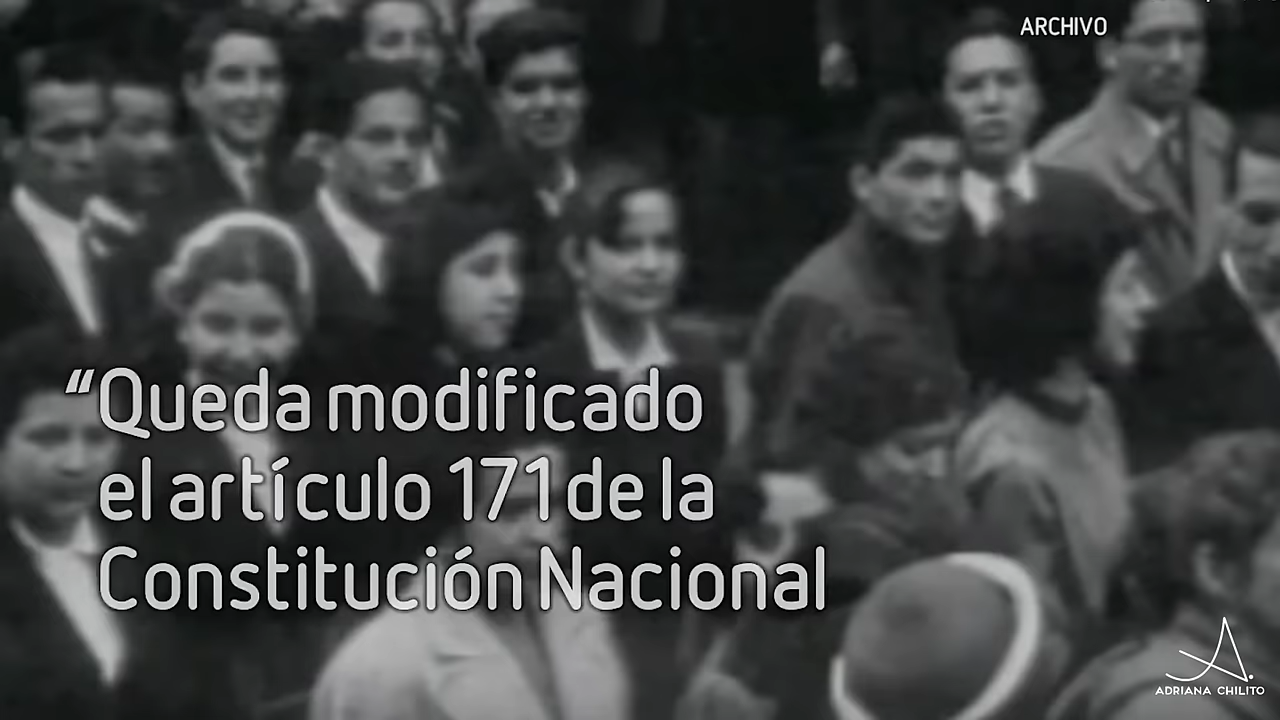 ARCHIVO
“Queda modificado
el artículo 171 de la
Constitución Nacional
ADRIANA CHILITO